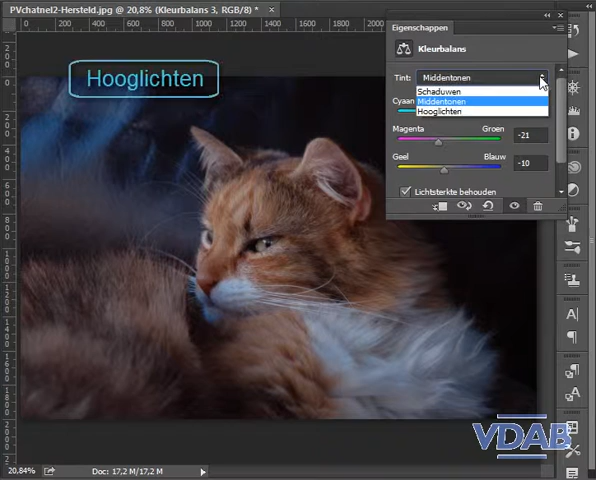 PVchatnel2-Hersteld.jpg @ 20,8% (Kleurbalans 3, RGB/8) *
Eigenschappen
Kleurbalans
Hooglichten
Tint: Middentonen
Schaduwen
Middentonen
Hooglichten
Cyaan
Magenta Groen -21
Geel Blauw -10
Lichtsterkte behouden
VDAB
20,84% Doc: 17,2 M/17,2 M